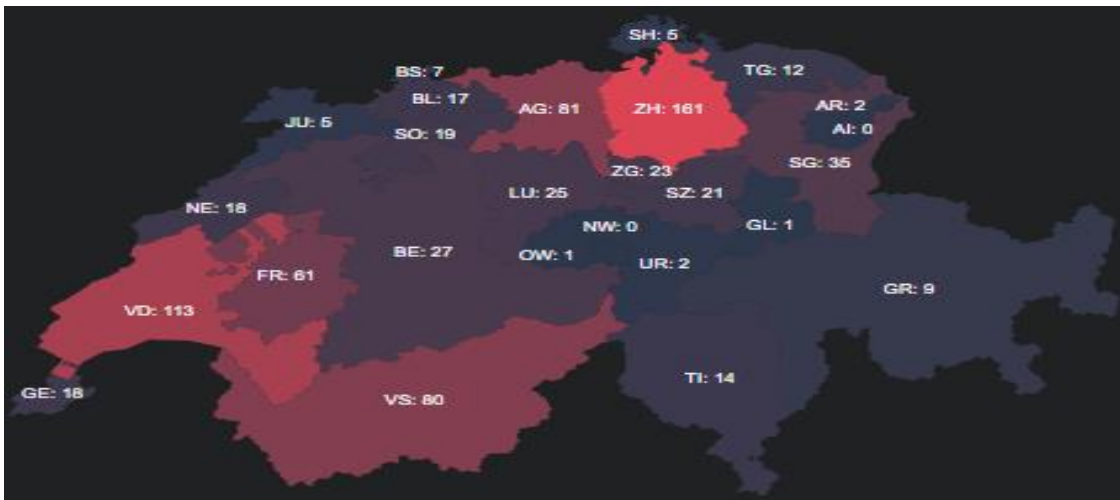 SH: 5
BS: 7
TG: 12
BL: 17
AG: 81
ZH: 161
AR: 2
JU: 5
SO: 19
AI: 0
SG: 35
ZG: 23
LU: 25
SZ: 21
NE: 18
NW: 0
GL: 1
BE: 27
OW: 1
UR: 2
FR: 61
GR: 9
VD: 113
TI: 14
GE: 18
VS: 80